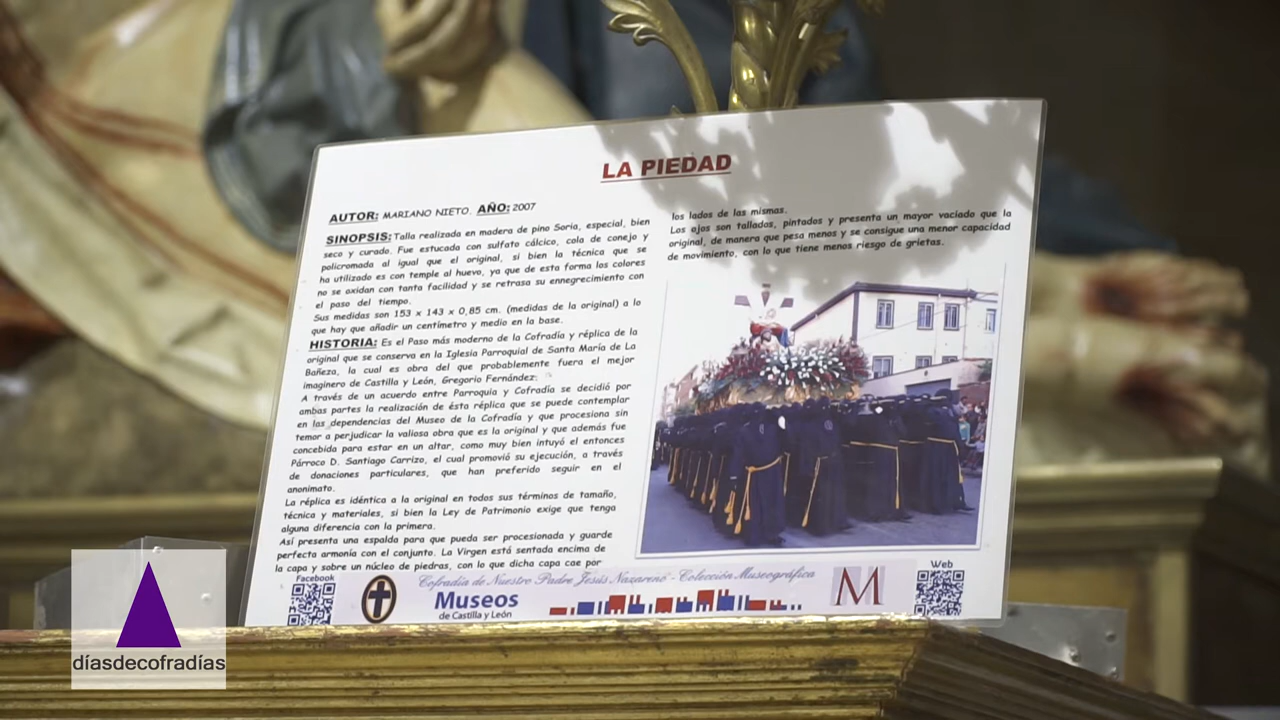 LA PIEDAD
AUTOR: MARIANO NIETO. AÑO: 2007
SINOPSIS: Talla realizada en madera de pino Soria, especial, bien
seco y curado. Fue estucada con sulfato cálcico, cola de conejo y
policromada al igual que el original, si bien la técnica que se
ha utilizado es con temple al huevo, ya que de esta forma los colores
no se oxidan con tanta facilidad y se retrasa su ennegrecimiento con
el paso del tiempo.
Sus medidas son 153 x 143 x 0,85 cm. (medidas de la original) a lo
que hay que añadir un centímetro y medio en la base.
HISTORIA: Es el Paso más moderno de la Cofradía y réplica de la
original que se conserva en la Iglesia Parroquial de Santa María de La
Bañeza, la cual es obra del que probablemente fuera el mejor
imaginero de Castilla y León, Gregorio Fernández.
A través de un acuerdo entre Parroquia y Cofradía se decidió por
ambas partes la realización de ésta réplica que se puede contemplar
en las dependencias del Museo de la Cofradía y que procesiona sin
temor a perjudicar la valiosa obra que es la original y que además fue
concebida para estar en un altar, como muy bien intuyó el entonces
Párroco D. Santiago Carrizo, el cual promovió su ejecución, a través
de donaciones particulares, que han preferido seguir en el
anonimato.
La réplica es idéntica a la original en todos sus términos de tamaño,
técnica y materiales, si bien la Ley de Patrimonio exige que tenga
alguna diferencia con la primera.
Así presenta una espalda para que pueda ser procesionada y guarde
perfecta armonía con el conjunto. La Virgen está sentada encima de
la capa y sobre un núcleo de piedras, con lo que dicha capa cae por
los lados de las mismas.
Los ojos son tallados, pintados y presenta un mayor vaciado que la
original, de manera que pesa menos y se consigue una menor capacidad
de movimiento, con lo que tiene menos riesgo de grietas.
Facebook
Cofradía de Nuestro Padre Jesús Nazareno - Colección Museográfica
Museos
de Castilla y León
M
Web
díasdecofradías